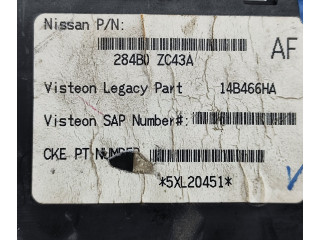 Nissan P/N:
284B0 ZC43A
AF
Visteon Legacy Part 14B466HA
Visteon SAP Number#:
CKE PT NUMBER
*5XL20451*